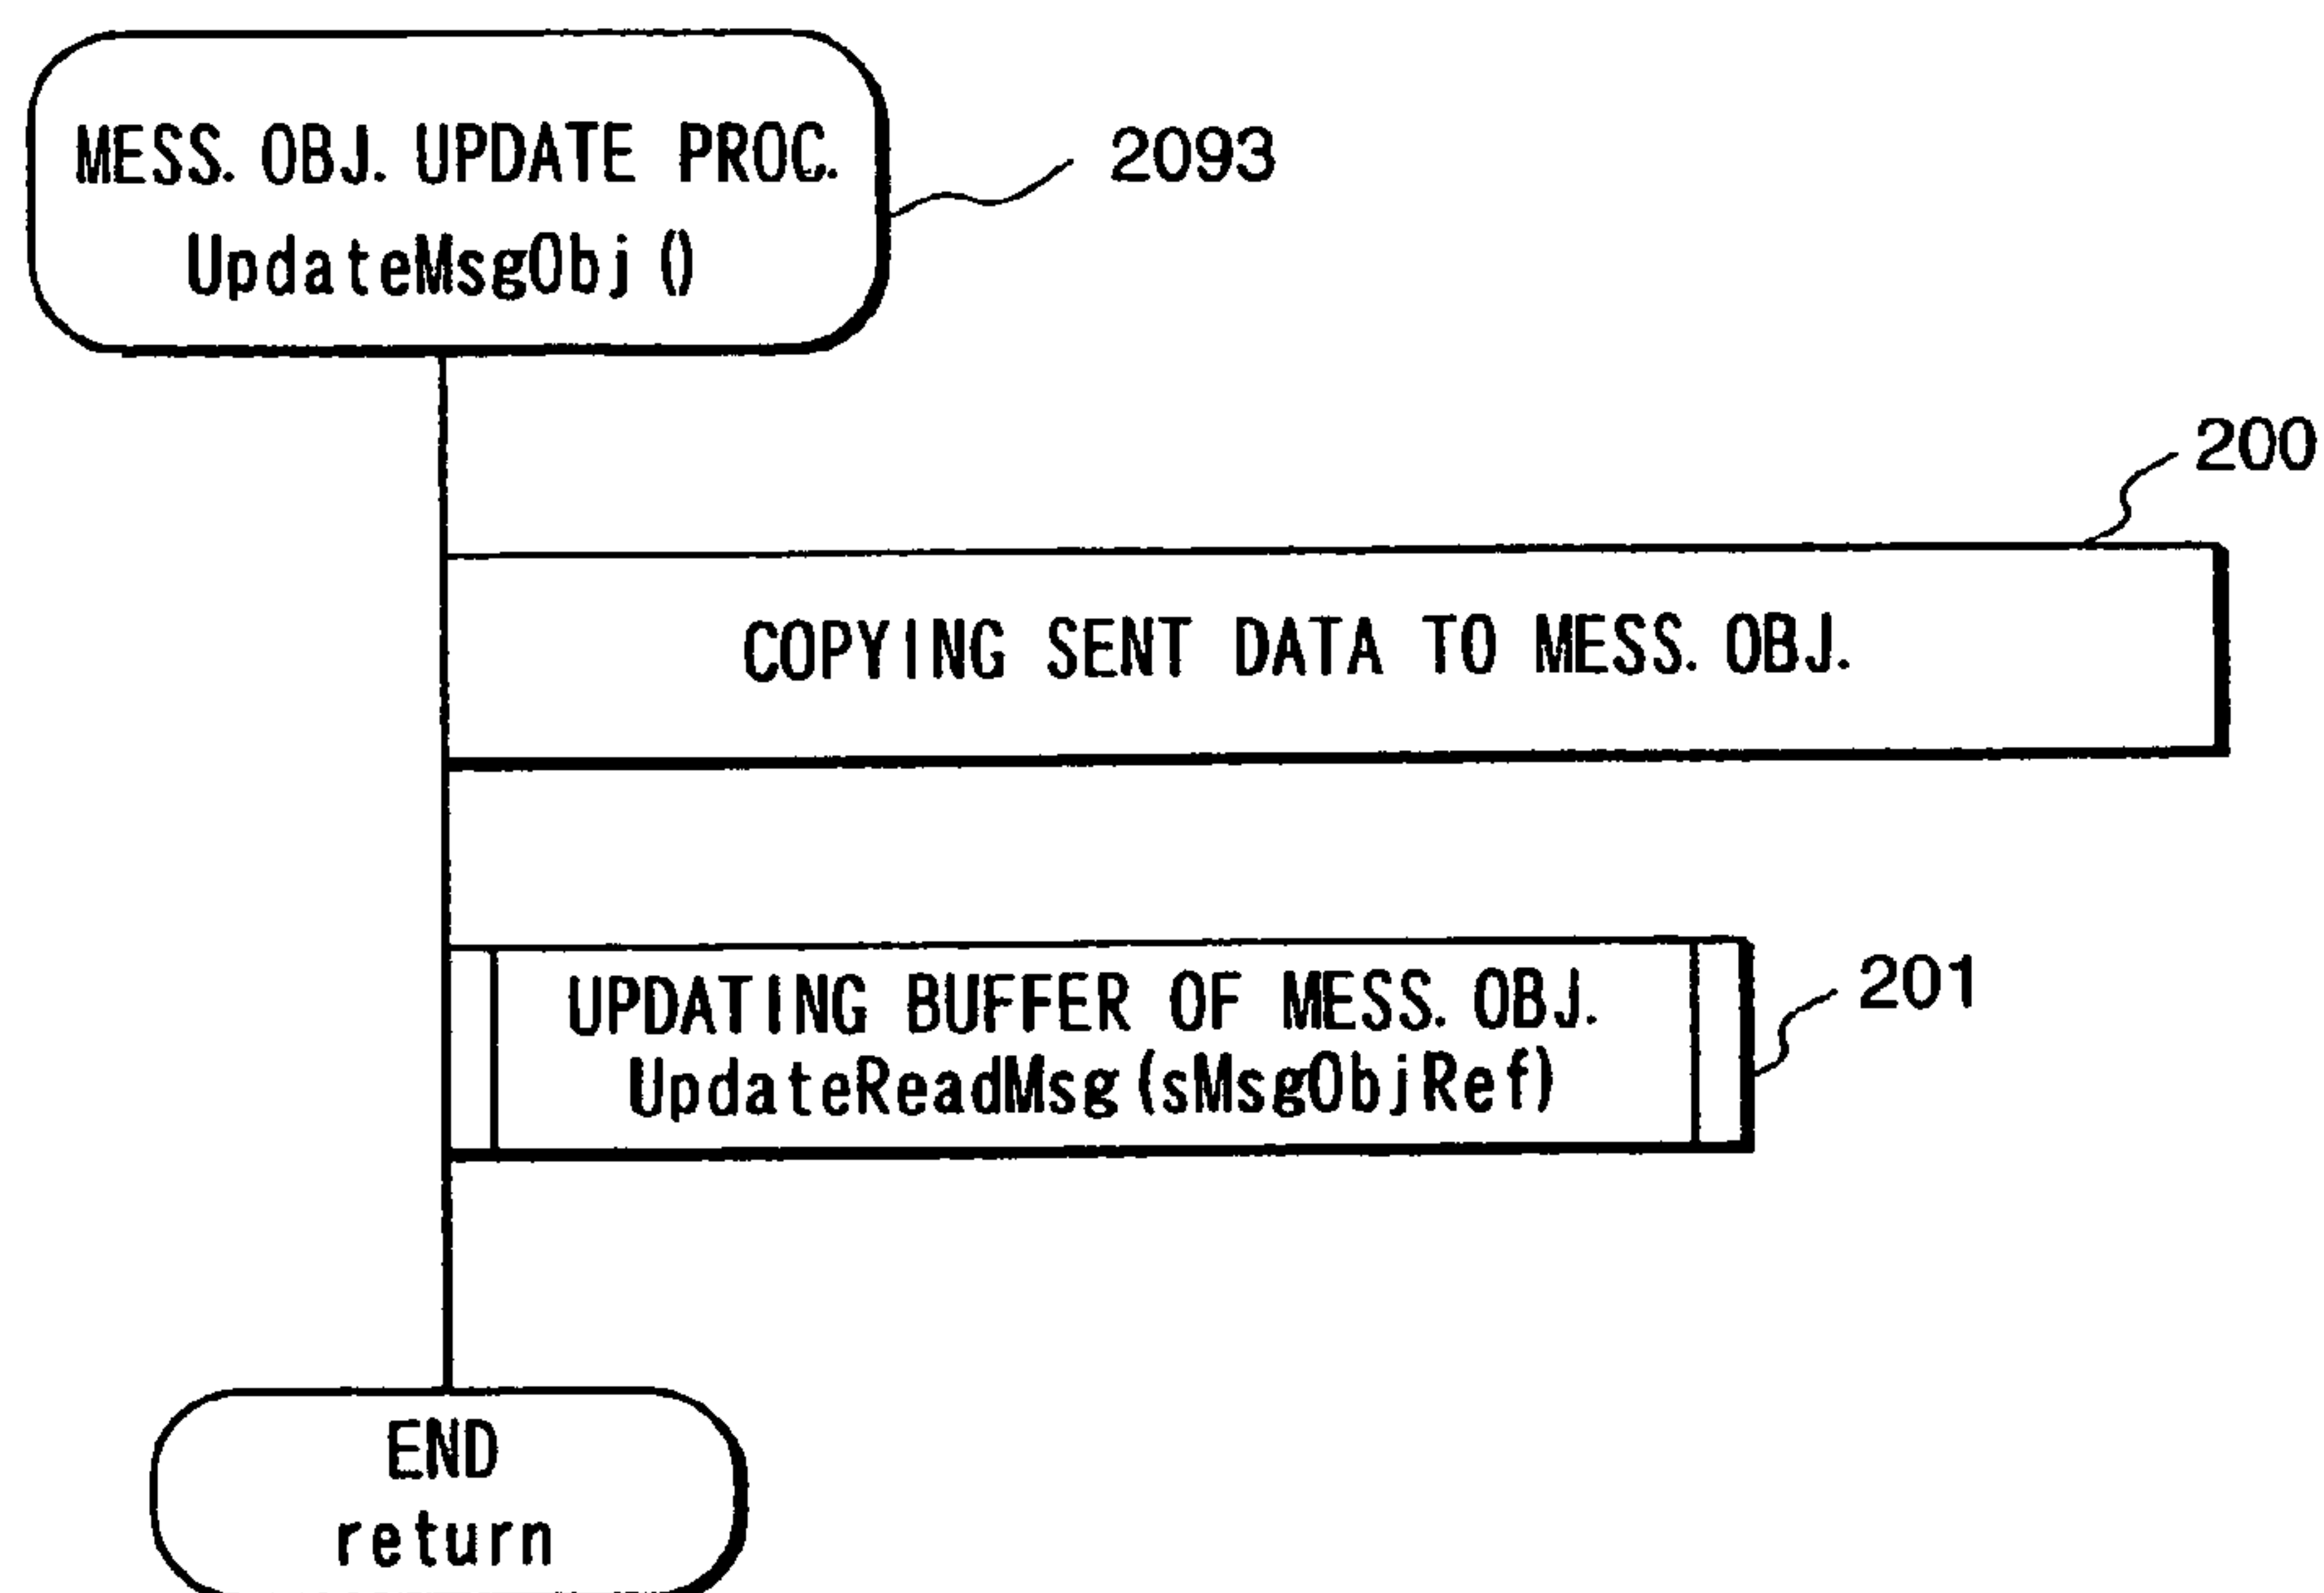 MESS. OBJ. UPDATE PROC.
UpdateMsgObj ()
2093
200
COPYING SENT DATA TO MESS. OBJ.
UPDATING BUFFER OF MESS. OBJ.
UpdateReadMsg (sMsgObjRef)
201
END
return